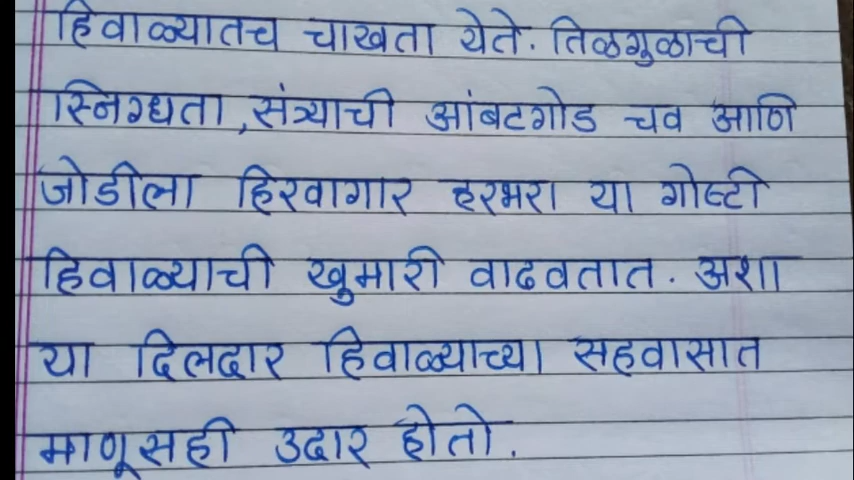 हिवाळ्यातच चाखता येते. तिळगुळाची
स्निग्धता, संत्र्याची आंबटगोड चव आणि
जोडीला हिरवागार हरभरा या गोष्टी
हिवाळ्याची खुमारी वाढवतात. अशा
या दिलदार हिवाळ्याच्या सहवासात
माणूसही उदार होतो.